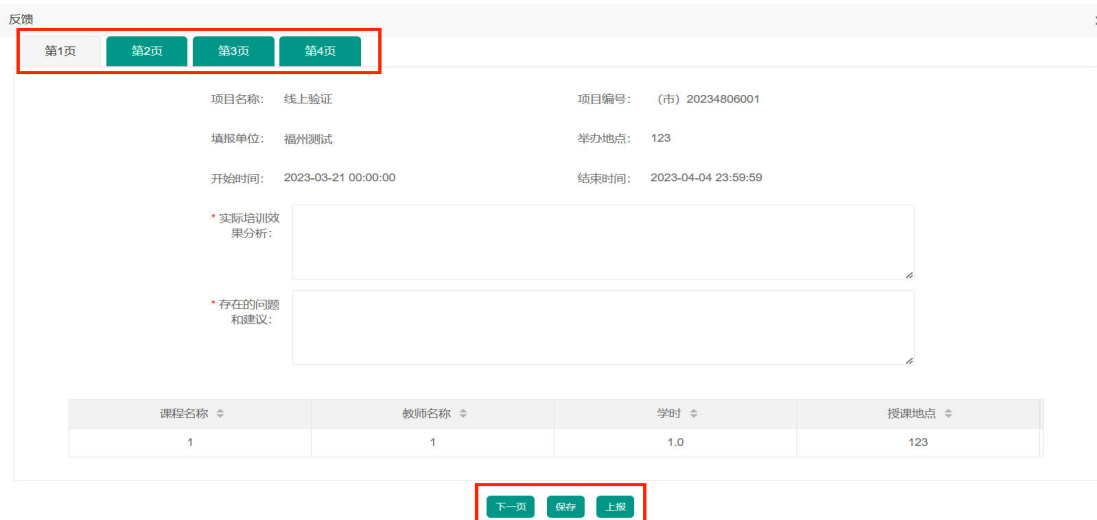 反馈
第1页 第2页 第3页 第4页
项目名称： 线上验证 项目编号： (市) 20234806001
填报单位： 福州测试 举办地点： 123
开始时间： 2023-03-21 00:00:00 结束时间： 2023-04-04 23:59:59
* 实际培训效
果分析：
* 存在的问题
和建议：
课程名称 教师名称 学时 授课地点
1 1 1.0 123
下一页 保存 上报